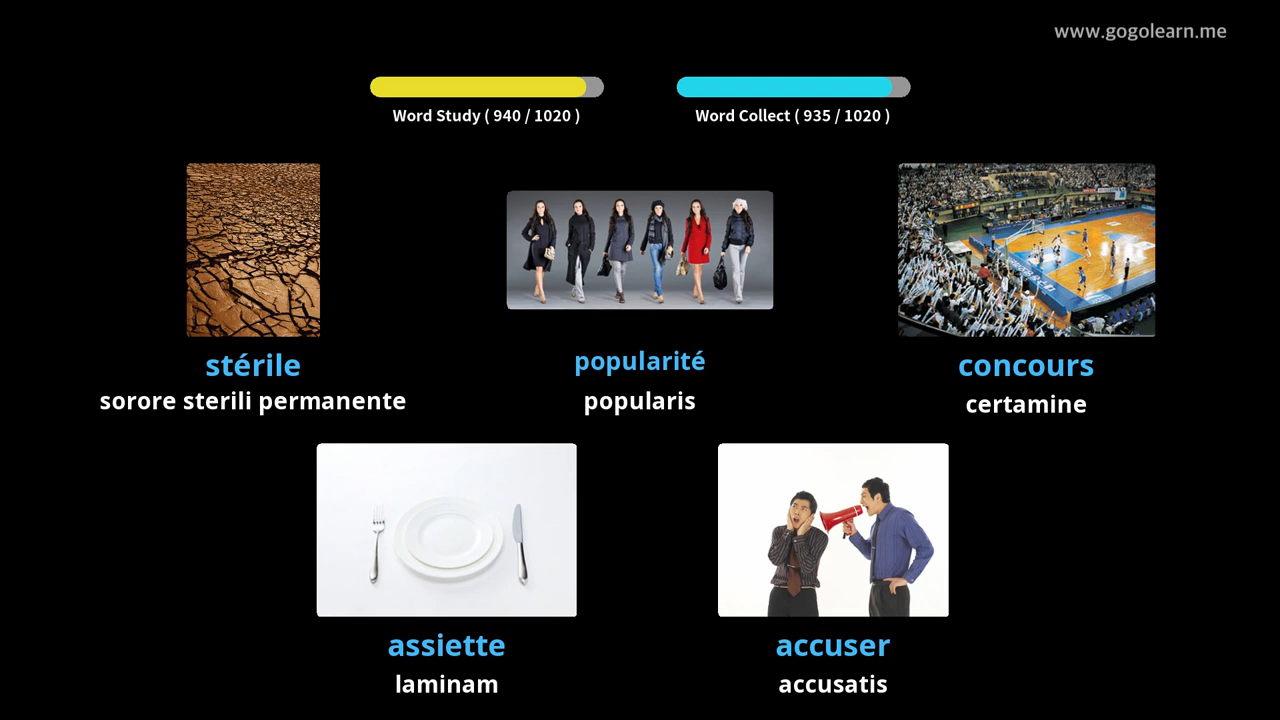 www.gogolearn.me
Word Study ( 940 / 1020 )
Word Collect ( 935 / 1020 )
stérile
sorore sterili permanente
popularité
popularis
concours
certamine
assiette
laminam
accuser
accusatis